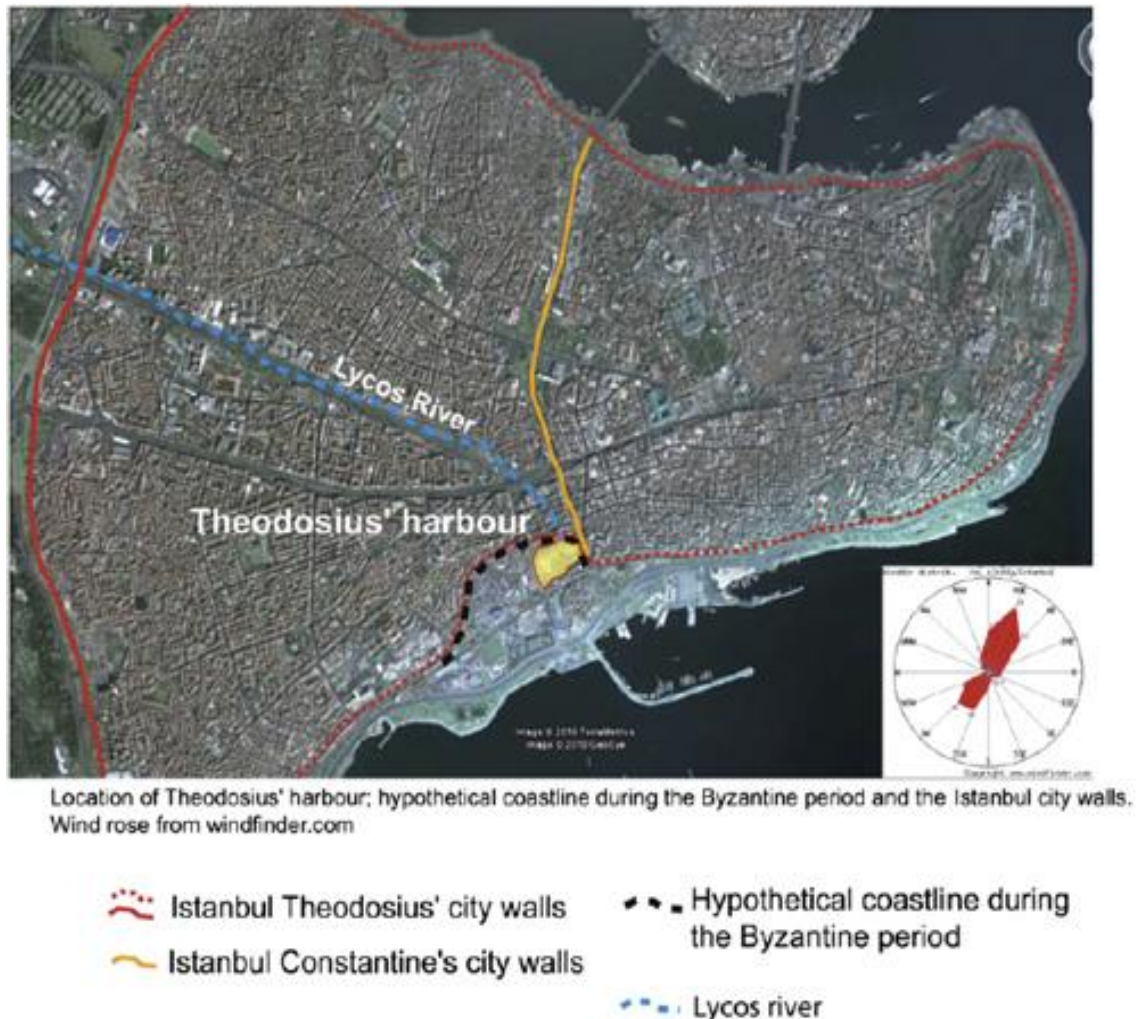 Lycos River
Theodosius' harbour
Location of Theodosius' harbour; hypothetical coastline during the Byzantine period and the Istanbul city walls.
Wind rose from windfinder.com
Istanbul Theodosius' city walls
Istanbul Constantine's city walls
Hypothetical coastline during
the Byzantine period
Lycos river